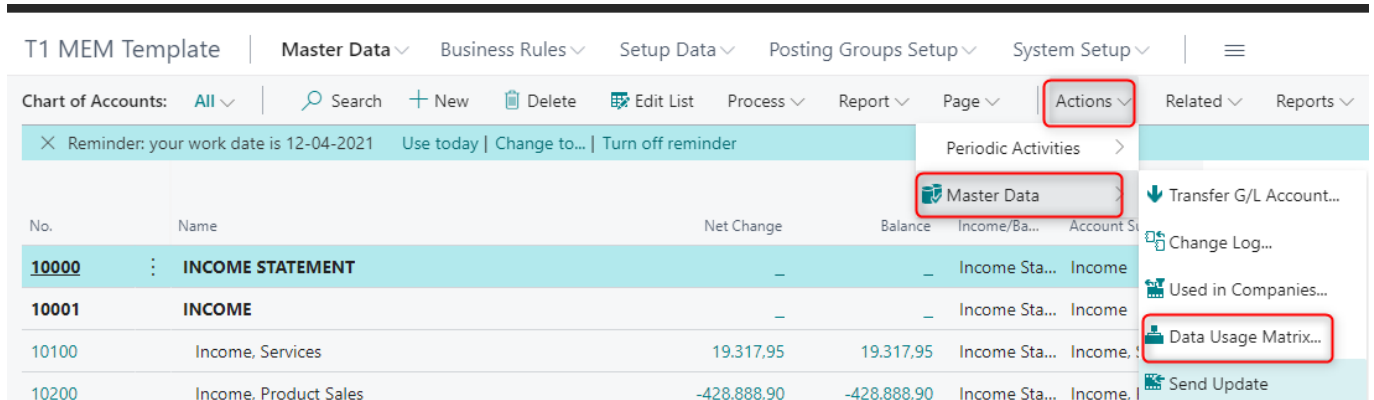 T1 MEM Template Master Data Business Rules Setup Data Posting Groups Setup System Setup
Chart of Accounts: All Search + New Delete Edit List Process Report Page Actions Related Reports
Reminder: your work date is 12-04-2021 Use today | Change to... | Turn off reminder
Periodic Activities
Master Data
Transfer G/L Account...
Change Log...
Used in Companies...
Data Usage Matrix...
Send Update
No. Name Net Change Balance Income/Ba... Account
10000 INCOME STATEMENT _ _ Income Sta... Income
10001 INCOME _ _ Income Sta... Income
10100 Income, Services 19.317,95 19.317,95 Income Sta... Income,
10200 Income, Product Sales -428.888,90 -428.888,90 Income Sta... Income,